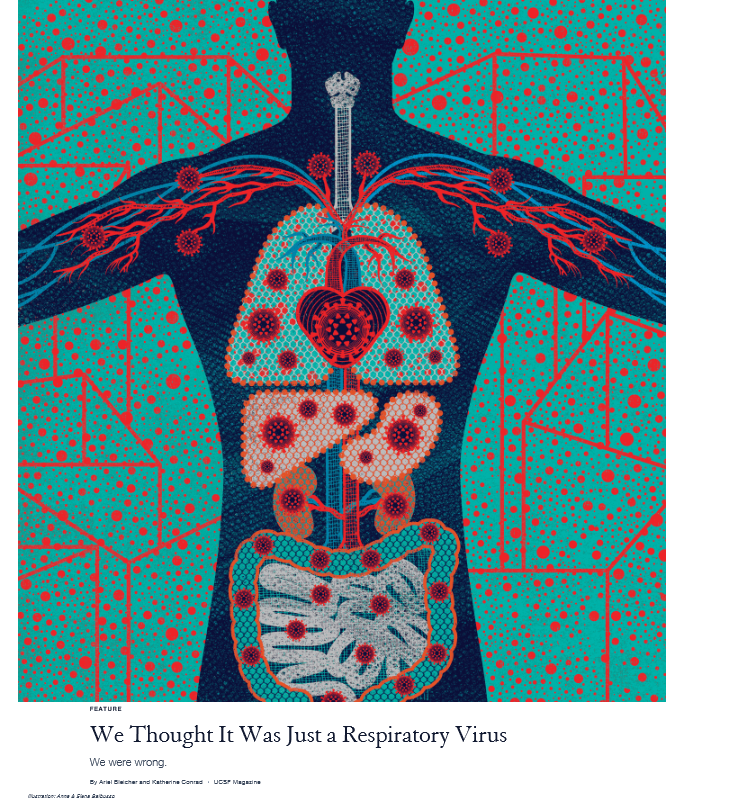 FEATURE
We Thought It Was Just a Respiratory Virus
We were wrong.
By Ariel Bleicher and Katherine Conrad · UCSF Magazine
Illustration: Anna & Elena Balbusso